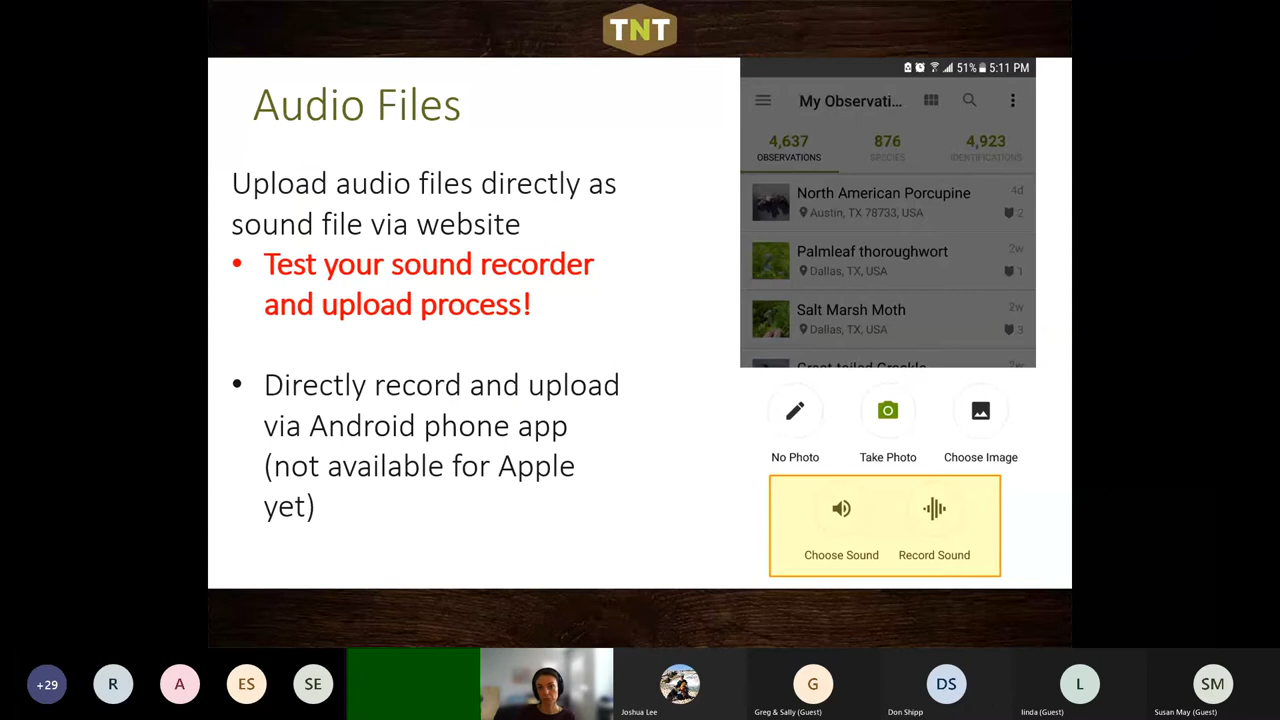 TNT
Audio Files
Upload audio files directly as
sound file via website
• Test your sound recorder
and upload process!
• Directly record and upload
via Android phone app
(not available for Apple
yet)
51% 5:11 PM
My Observati...
4,637 876 4,923
OBSERVATIONS SPECIES IDENTIFICATIONS
North American Porcupine 4d
Austin, TX 78733, USA 2
Palmleaf thoroughwort 2w
Dallas, TX, USA 1
Salt Marsh Moth 2w
Dallas, TX, USA 3
Great-tailed Grackle 2w
No Photo Take Photo Choose Image
Choose Sound Record Sound
+29 R A ES SE G DS L SM
Joshua Lee Greg & Sally (Guest) Don Shipp linda (Guest) Susan May (Guest)